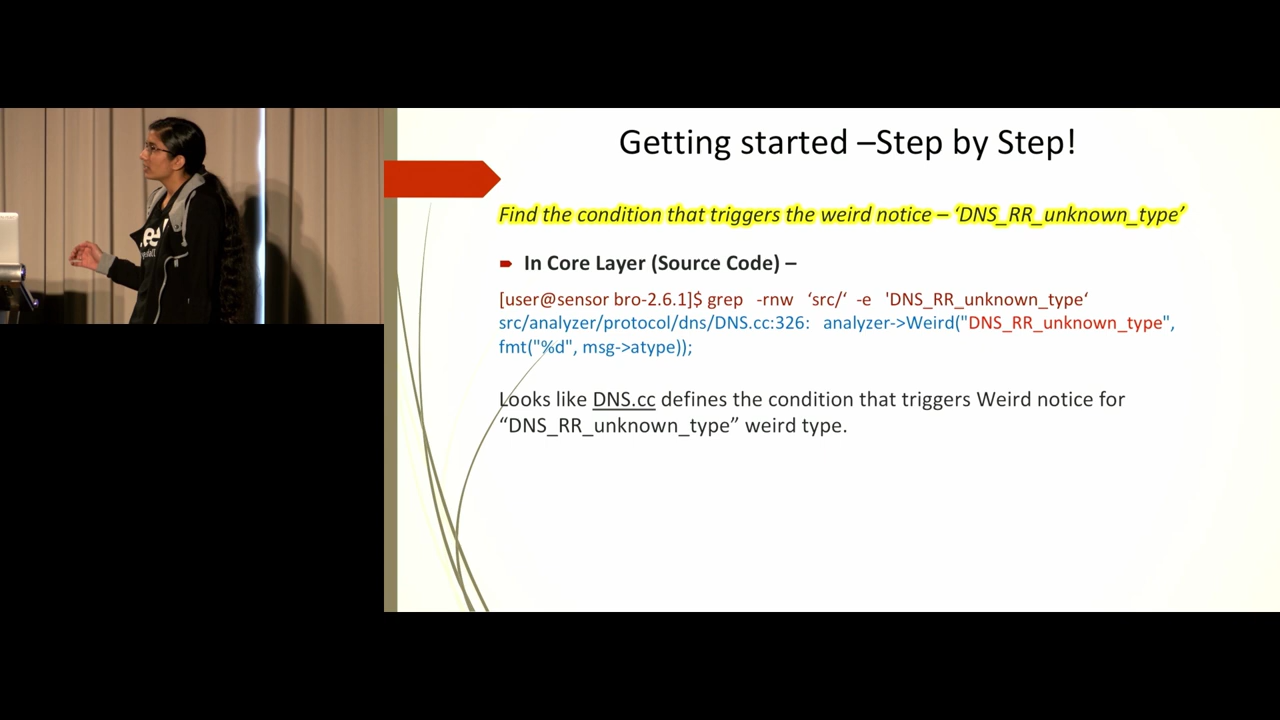 Getting started –Step by Step!
Find the condition that triggers the weird notice – ‘DNS_RR_unknown_type’
In Core Layer (Source Code) –
[user@sensor bro-2.6.1]$ grep -rnw ‘src/‘ -e 'DNS_RR_unknown_type‘
src/analyzer/protocol/dns/DNS.cc:326: analyzer->Weird("DNS_RR_unknown_type",
fmt("%d", msg->atype));
Looks like DNS.cc defines the condition that triggers Weird notice for
“DNS_RR_unknown_type” weird type.